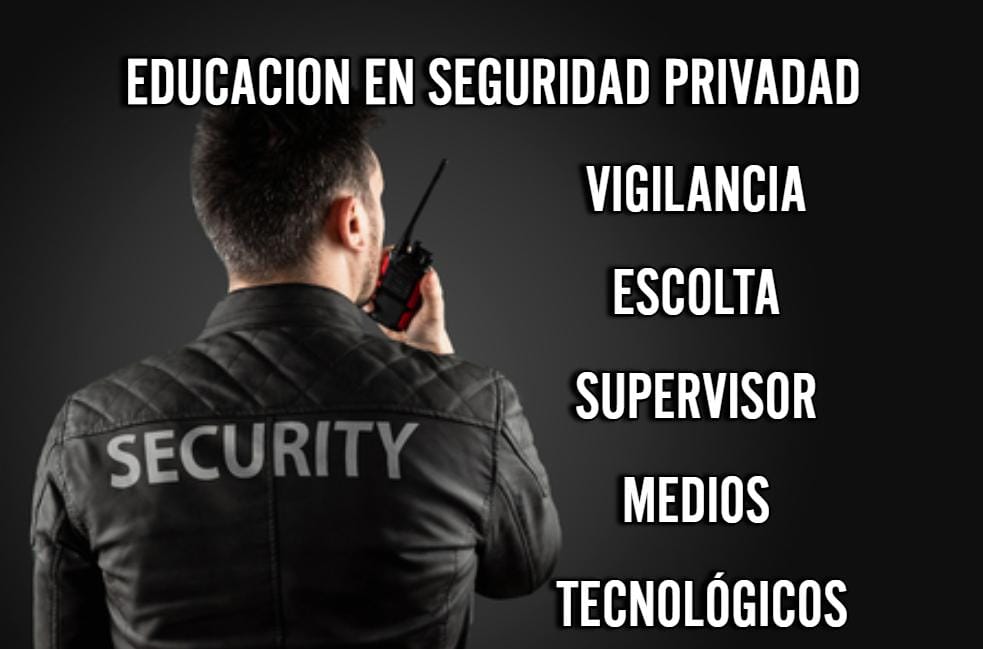 EDUCACION EN SEGURIDAD PRIVADAD
VIGILANCIA
ESCOLTA
SUPERVISOR
SECURITY
MEDIOS
TECNOLÓGICOS